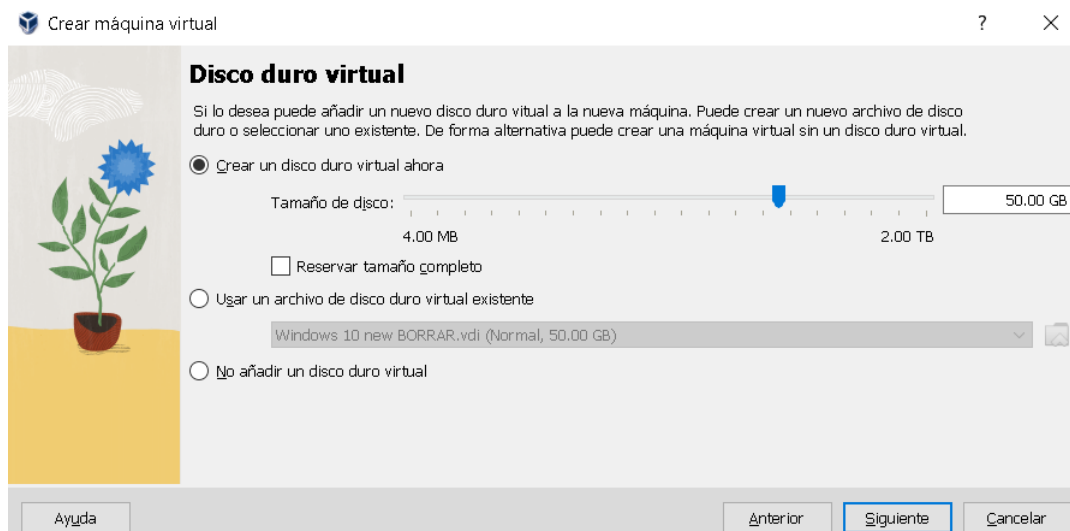 Crear máquina virtual
?
Disco duro virtual
Si lo desea puede añadir un nuevo disco duro vitual a la nueva máquina. Puede crear un nuevo archivo de disco
duro o seleccionar uno existente. De forma alternativa puede crear una máquina virtual sin un disco duro virtual.
Crear un disco duro virtual ahora
Tamaño de disco:
50.00 GB
4.00 MB
2.00 TB
Reservar tamaño completo
Usar un archivo de disco duro virtual existente
Windows 10 new BORRAR.vdi (Normal, 50.00 GB)
No añadir un disco duro virtual
Ayuda
Anterior
Siguiente
Cancelar